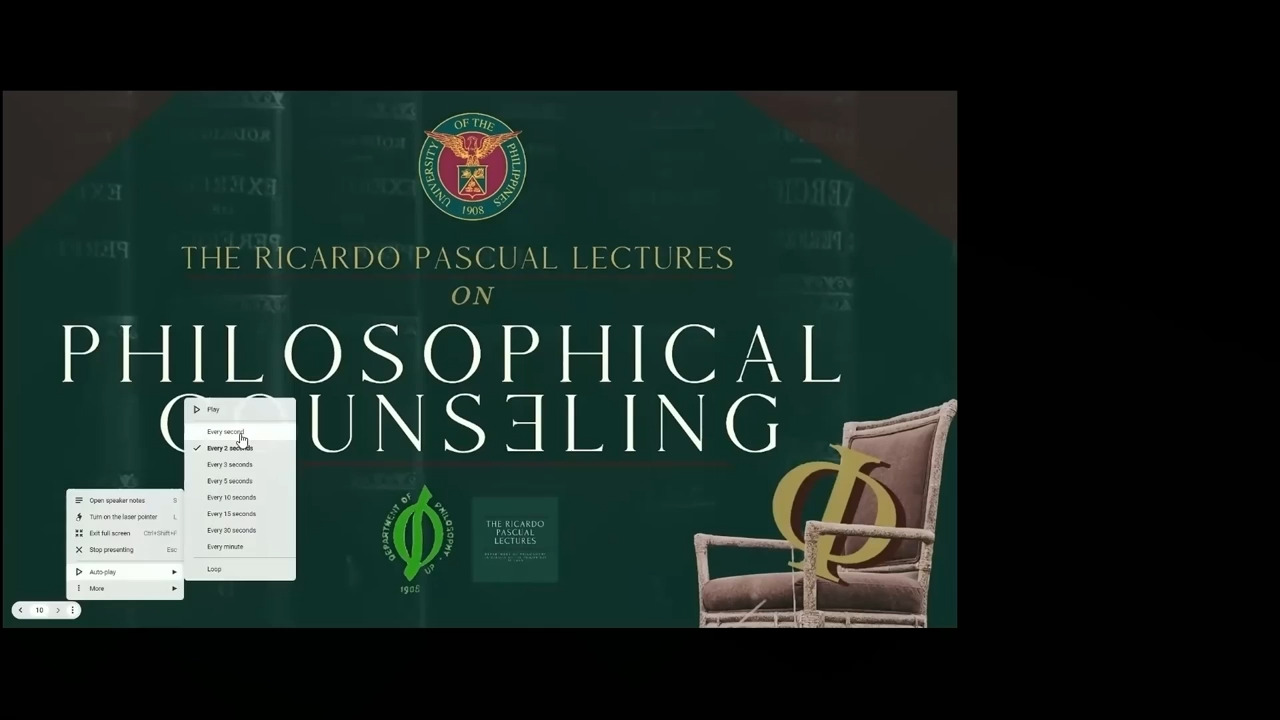 OF THE
UNIVERSITY
PHILIPPINES
1908
THE RICARDO PASCUAL LECTURES
ON
PHILOSOPHICAL
COUNSELING
Play
Every second
Every 2 seconds
Every 3 seconds
Every 5 seconds
Every 10 seconds
Every 15 seconds
Every 30 seconds
Every minute
Loop
Open speaker notes S
Turn on the laser pointer L
Exit full screen Ctrl+Shift+F
Stop presenting Esc
Auto-play
More
10
DEPARTMENT OF PHILOSOPHY · UP
1908
THE RICARDO
PASCUAL
LECTURES